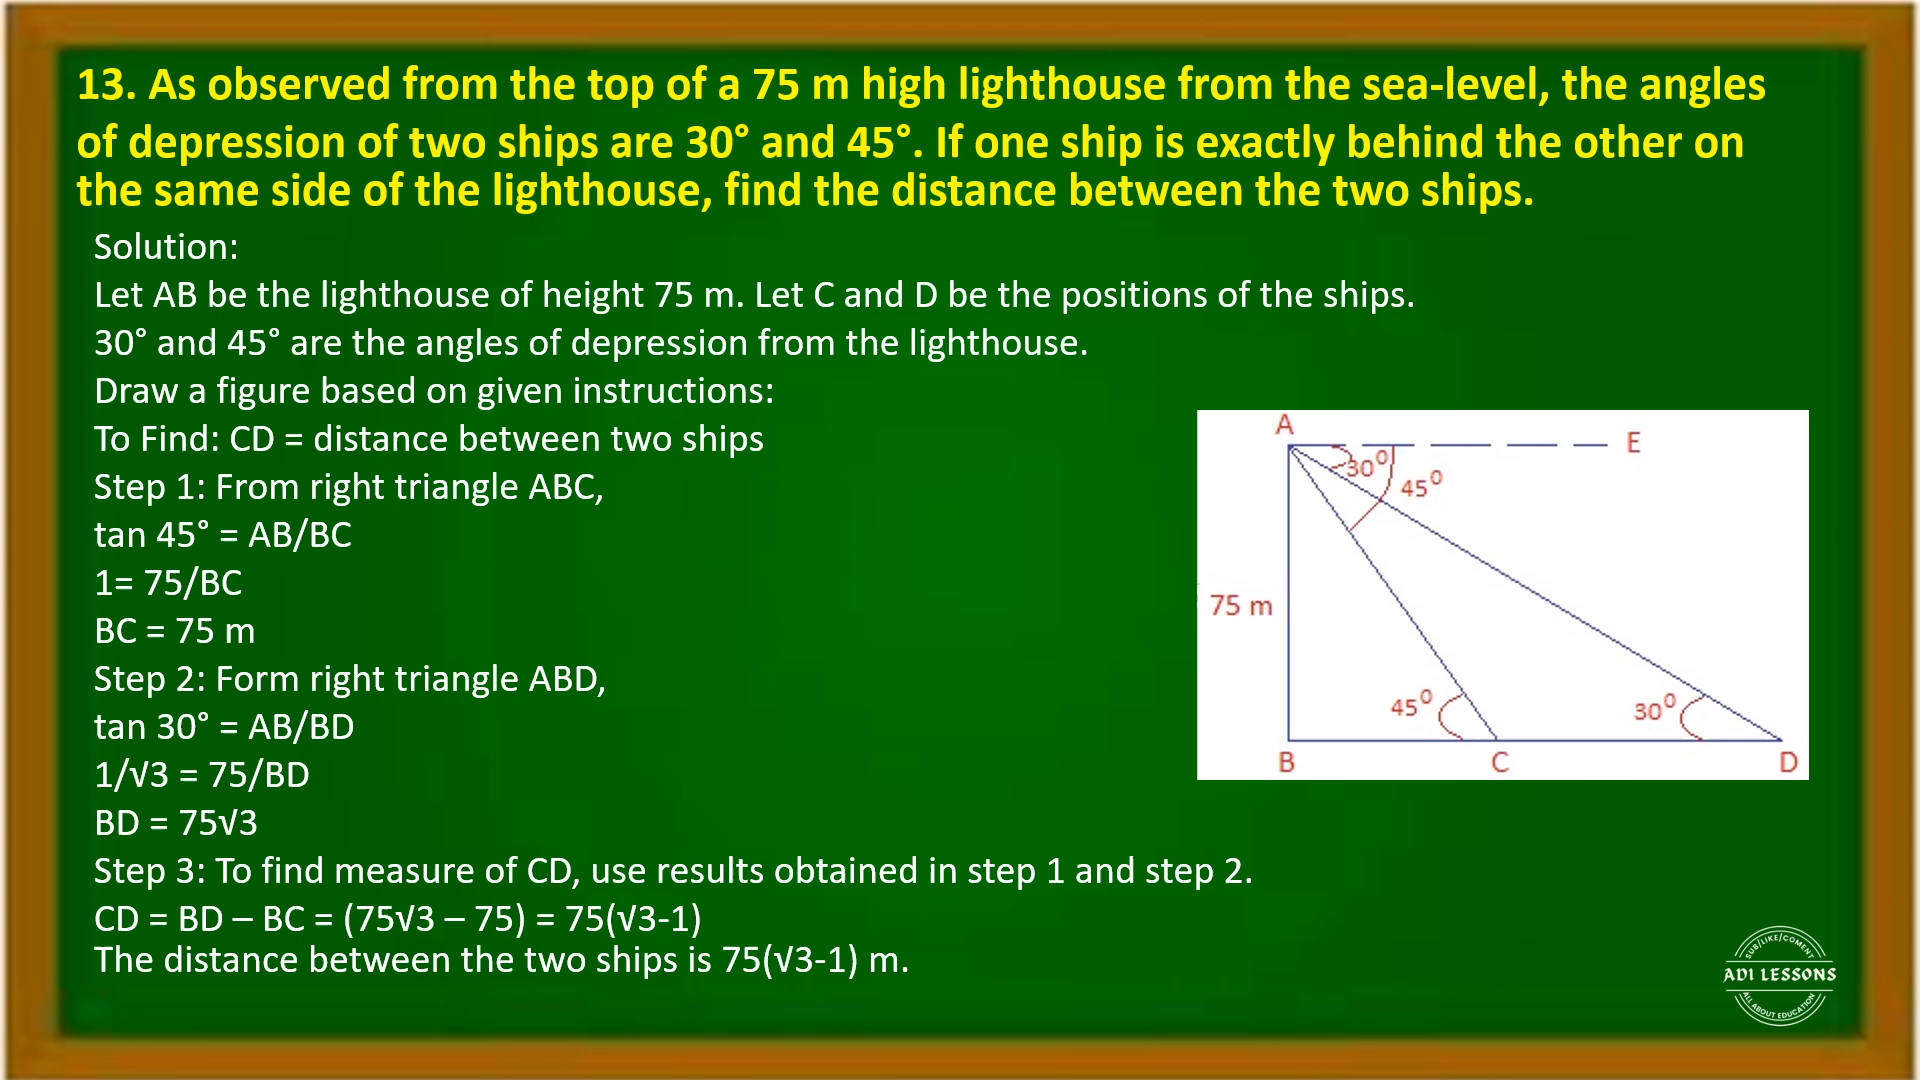 13. As observed from the top of a 75 m high lighthouse from the sea-level, the angles
of depression of two ships are 30° and 45°. If one ship is exactly behind the other on
the same side of the lighthouse, find the distance between the two ships.
Solution:
Let AB be the lighthouse of height 75 m. Let C and D be the positions of the ships.
30° and 45° are the angles of depression from the lighthouse.
Draw a figure based on given instructions:
To Find: CD = distance between two ships
Step 1: From right triangle ABC,
tan 45° = AB/BC
1= 75/BC
BC = 75 m
Step 2: Form right triangle ABD,
tan 30° = AB/BD
1/√3 = 75/BD
BD = 75√3
Step 3: To find measure of CD, use results obtained in step 1 and step 2.
CD = BD – BC = (75√3 – 75) = 75(√3-1)
The distance between the two ships is 75(√3-1) m.
A
E
30⁰
45⁰
75 m
45⁰
30⁰
B
C
D
SUB/LIKE/COMENT
ADI LESSONS
ALL ABOUT EDUCATION